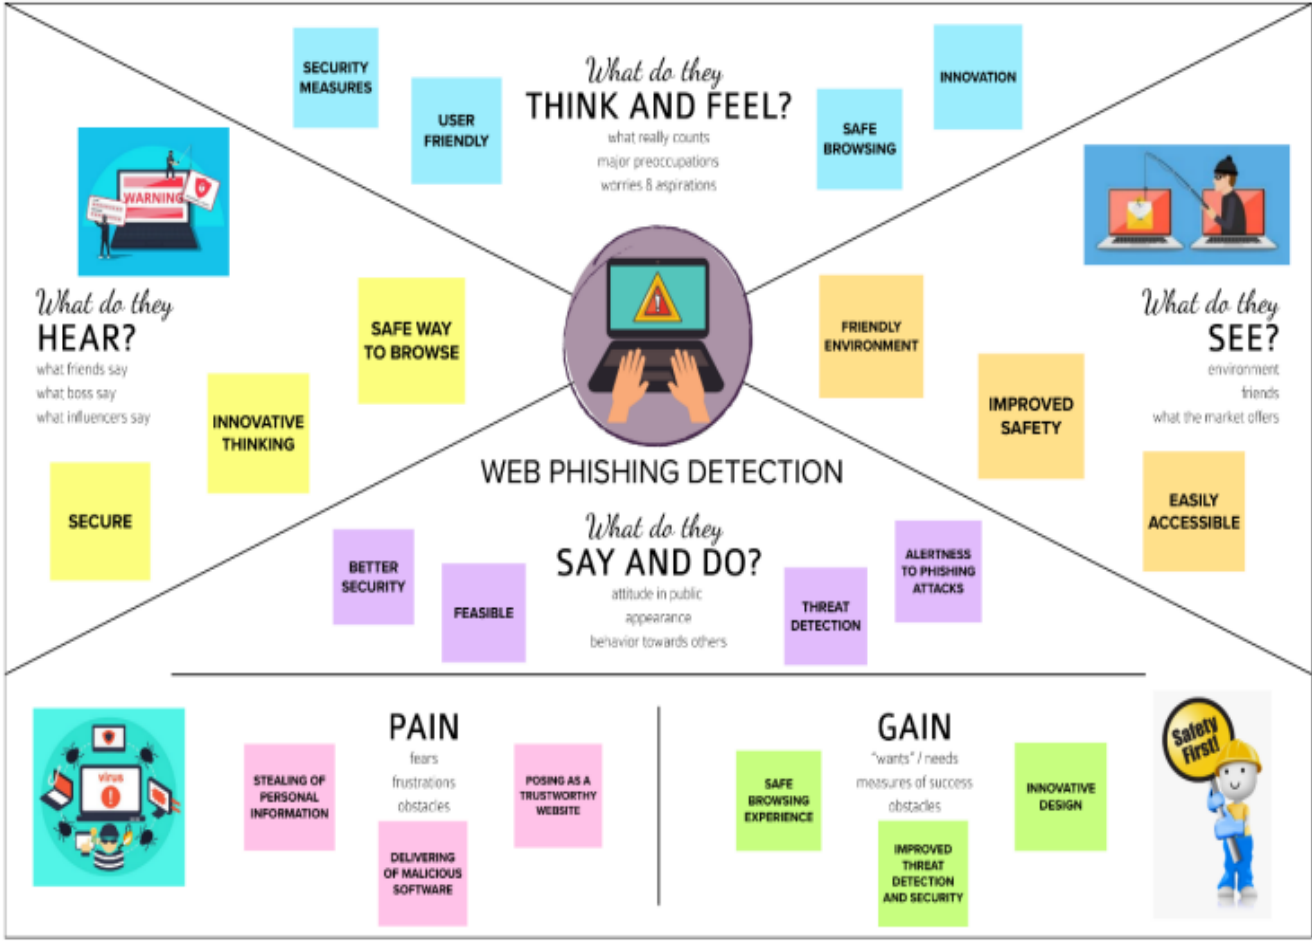 What do they
THINK AND FEEL?
what really counts
major preoccupations
worries & aspirations
SECURITY
MEASURES
USER
FRIENDLY
SAFE
BROWSING
INNOVATION
WARNING
What do they
HEAR?
what friends say
what boss say
what influencers say
SAFE WAY
TO BROWSE
INNOVATIVE
THINKING
SECURE
What do they
SEE?
environment
friends
what the market offers
FRIENDLY
ENVIRONMENT
IMPROVED
SAFETY
EASILY
ACCESSIBLE
WEB PHISHING DETECTION
What do they
SAY AND DO?
attitude in public
appearance
behavior towards others
BETTER
SECURITY
FEASIBLE
THREAT
DETECTION
ALERTNESS
TO PHISHING
ATTACKS
PAIN
fears
frustrations
obstacles
virus
STEALING OF
PERSONAL
INFORMATION
DELIVERING
OF MALICIOUS
SOFTWARE
POSING AS A
TRUSTWORTHY
WEBSITE
GAIN
"wants" / needs
measures of success
obstacles
SAFE
BROWSING
EXPERIENCE
IMPROVED
THREAT
DETECTION
AND SECURITY
INNOVATIVE
DESIGN
Safety
First!